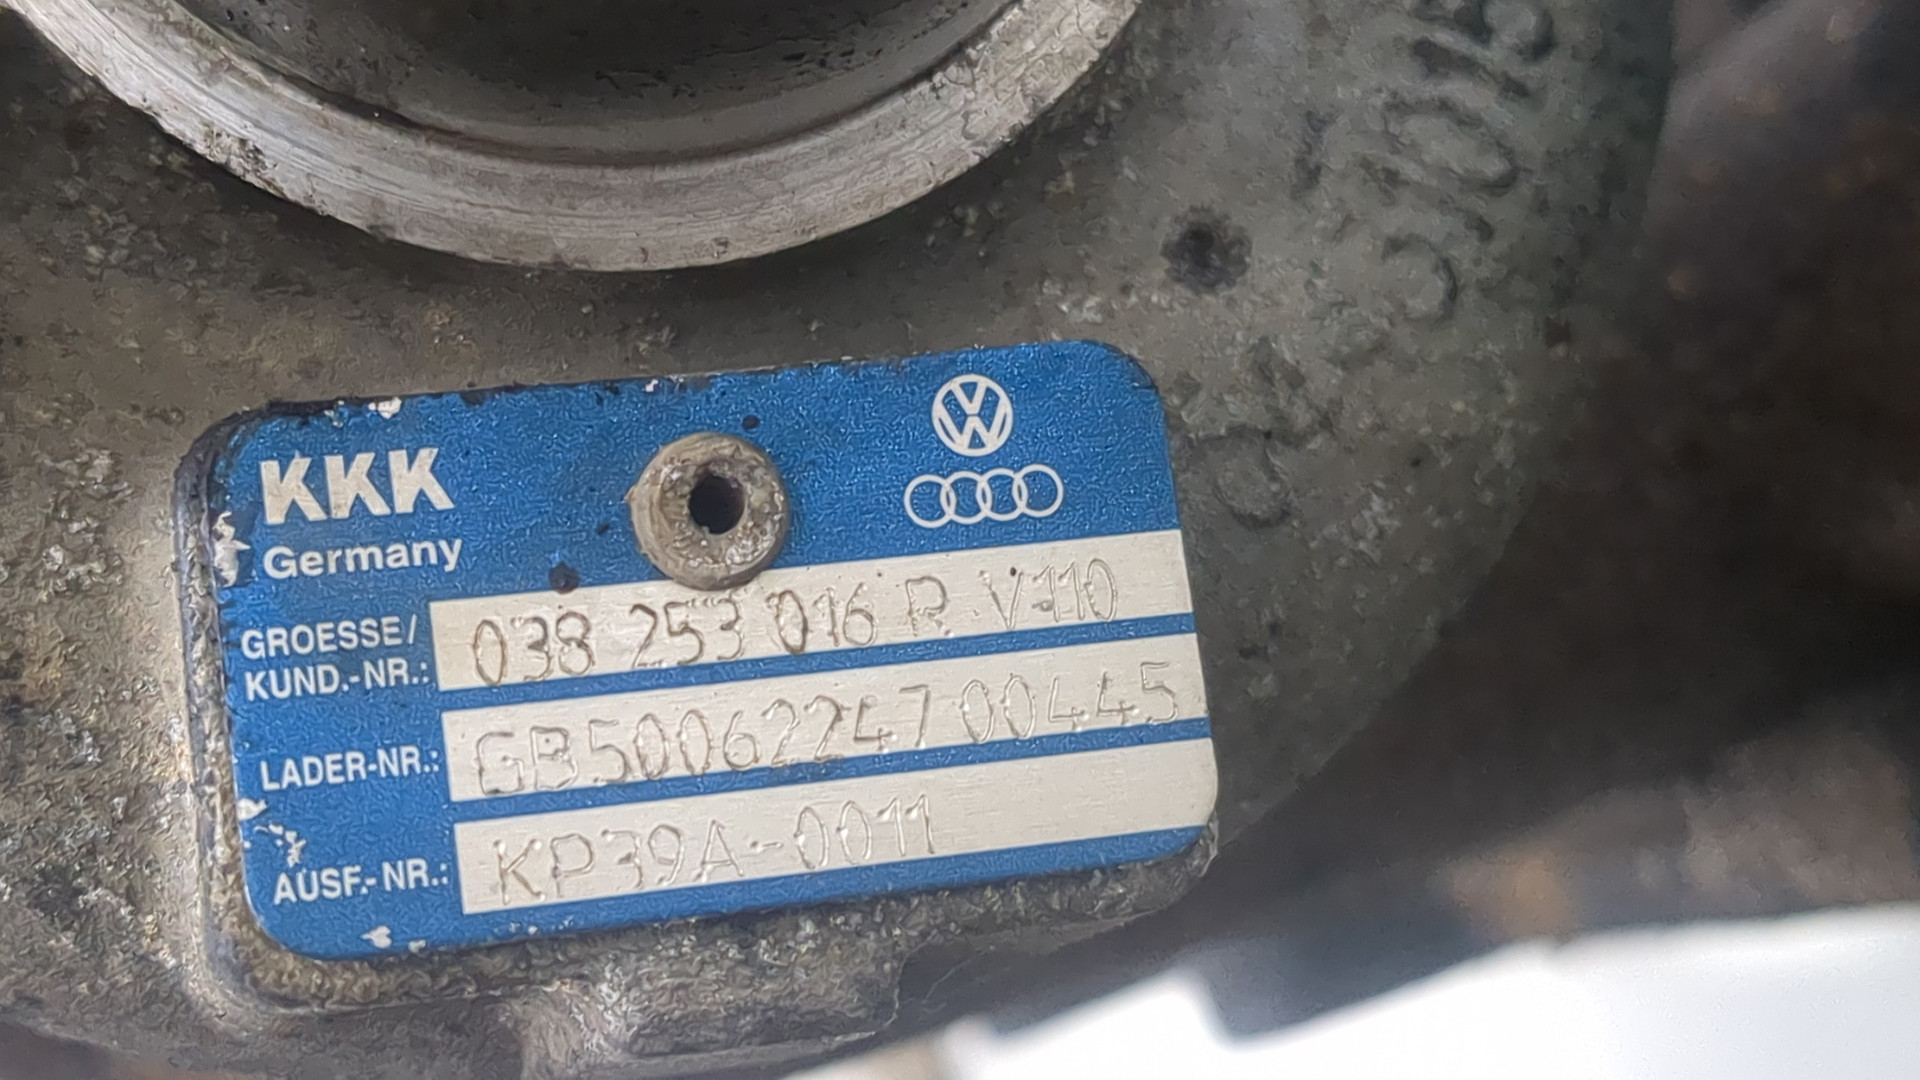 KKK
Germany
GROESSE/
KUND.-NR.: 038 253 016 R V110
LADER-NR.: GB50062247 00445
AUSF.-NR.: KP39A-0011